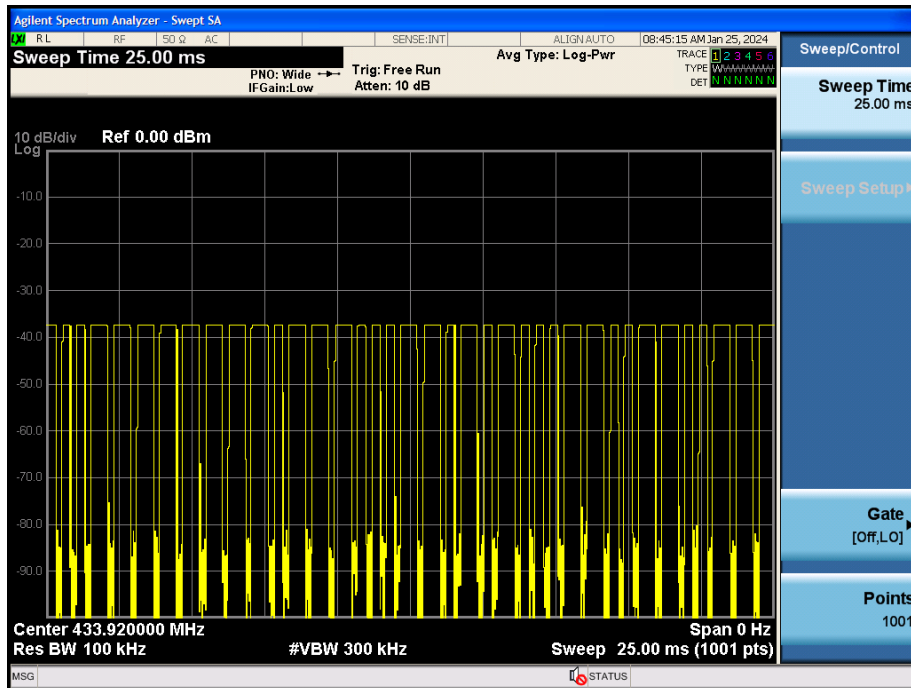 Agilent Spectrum Analyzer - Swept SA
LXI RL RF 50 Ω AC SENSE:INT ALIGN AUTO 08:45:15 AM Jan 25, 2024
Sweep Time 25.00 ms
Avg Type: Log-Pwr
TRACE 1 2 3 4 5 6
PNO: Wide
Trig: Free Run
TYPE WWWWWW
IFGain:Low
Atten: 10 dB
DET N N N N N N
10 dB/div Ref 0.00 dBm
Log
-10.0
-20.0
-30.0
-40.0
-50.0
-60.0
-70.0
-80.0
-90.0
Center 433.920000 MHz
Span 0 Hz
Res BW 100 kHz
#VBW 300 kHz
Sweep 25.00 ms (1001 pts)
MSG
STATUS
Sweep/Control
Sweep Time
25.00 ms
Sweep Setup
Gate
[Off,LO]
Points
1001